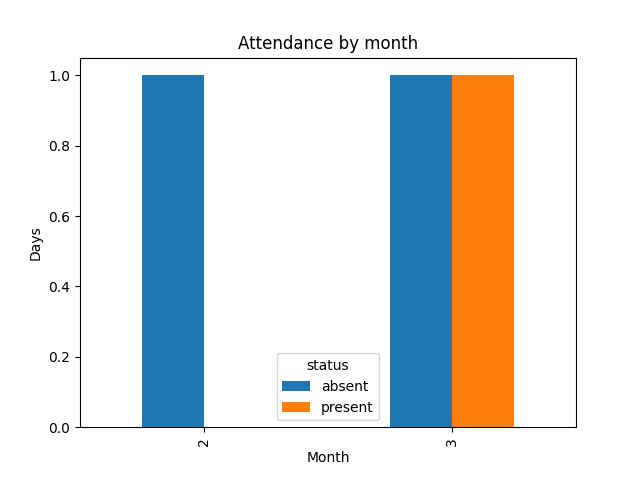 Attendance by month
Days
1.0
0.8
0.6
0.4
0.2
0.0
status
absent
present
2
3
Month